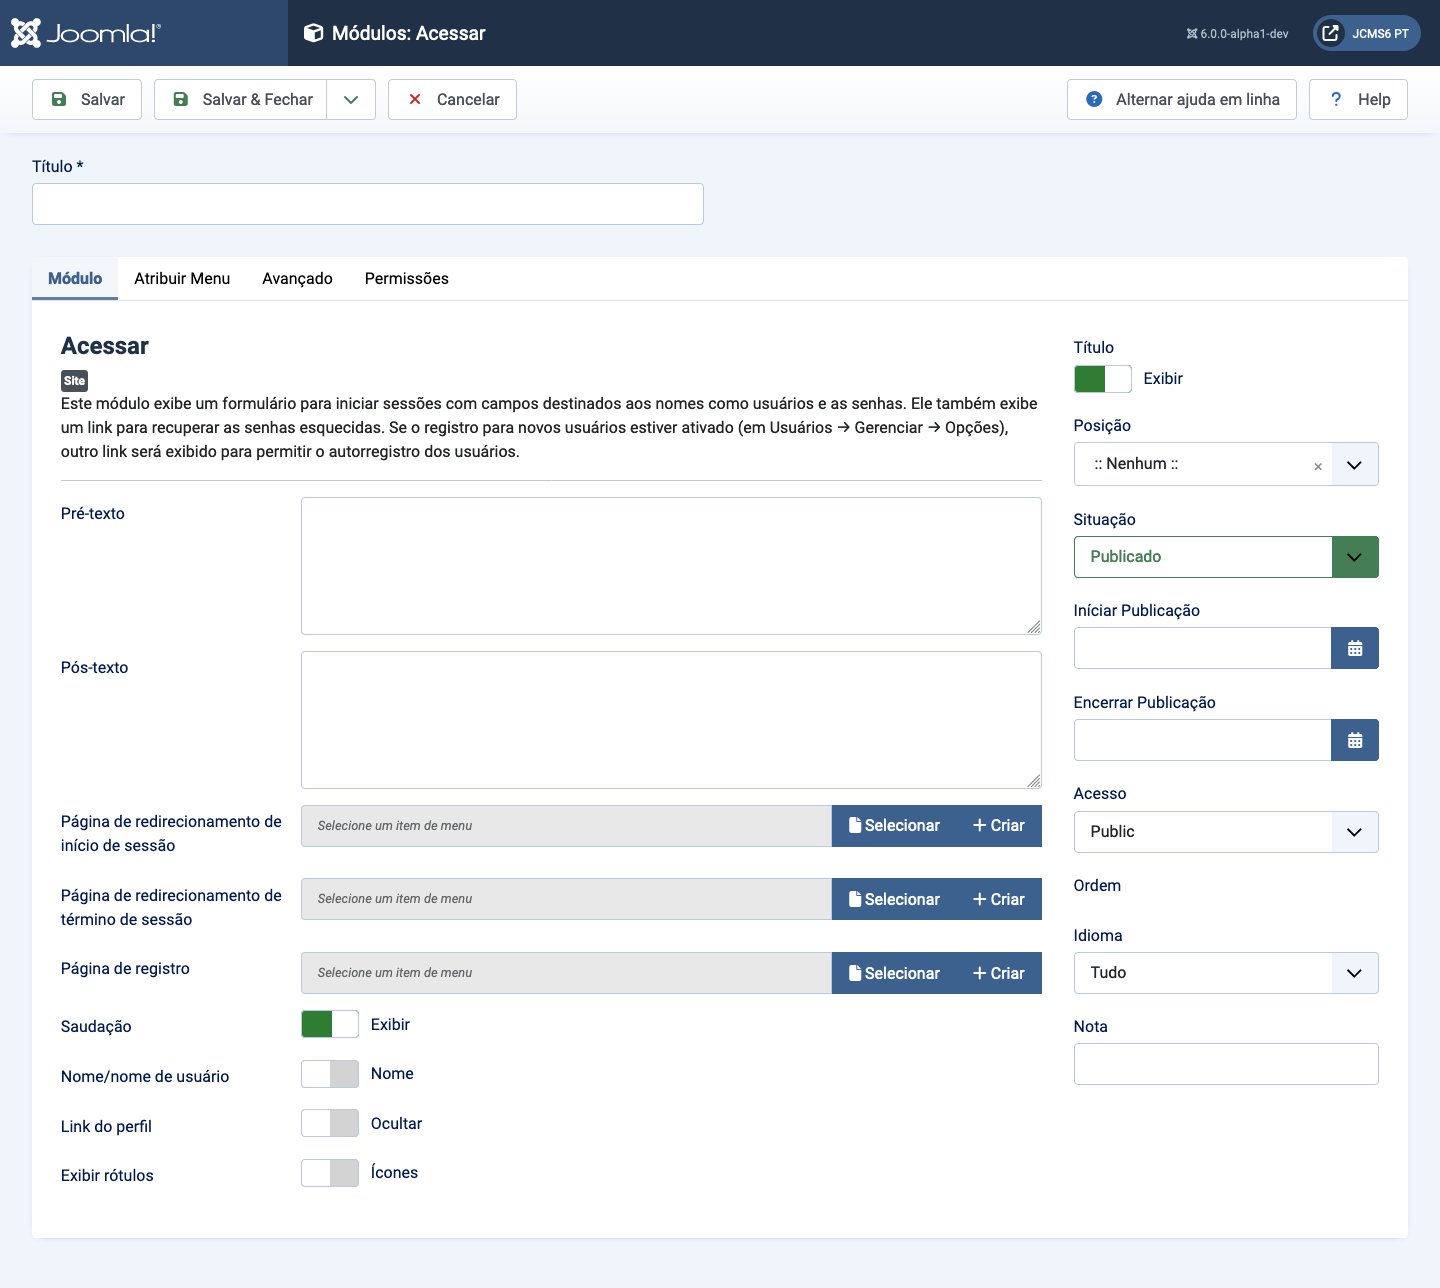 Joomla!®
Módulos: Acessar
6.0.0-alpha1-dev
JCMS6 PT
Salvar
Salvar & Fechar
Cancelar
Alternar ajuda em linha
? Help
Título *
Módulo
Atribuir Menu
Avançado
Permissões
Acessar
Site
Este módulo exibe um formulário para iniciar sessões com campos destinados aos nomes como usuários e as senhas. Ele também exibe
um link para recuperar as senhas esquecidas. Se o registro para novos usuários estiver ativado (em Usuários → Gerenciar → Opções),
outro link será exibido para permitir o autorregistro dos usuários.
Pré-texto
Pós-texto
Página de redirecionamento de
início de sessão
Selecione um item de menu
Selecionar
+ Criar
Página de redirecionamento de
término de sessão
Selecione um item de menu
Selecionar
+ Criar
Página de registro
Selecione um item de menu
Selecionar
+ Criar
Saudação
Exibir
Nome/nome de usuário
Nome
Link do perfil
Ocultar
Exibir rótulos
Ícones
Título
Exibir
Posição
:: Nenhum ::
×
Situação
Publicado
Iníciar Publicação
Encerrar Publicação
Acesso
Public
Ordem
Idioma
Tudo
Nota